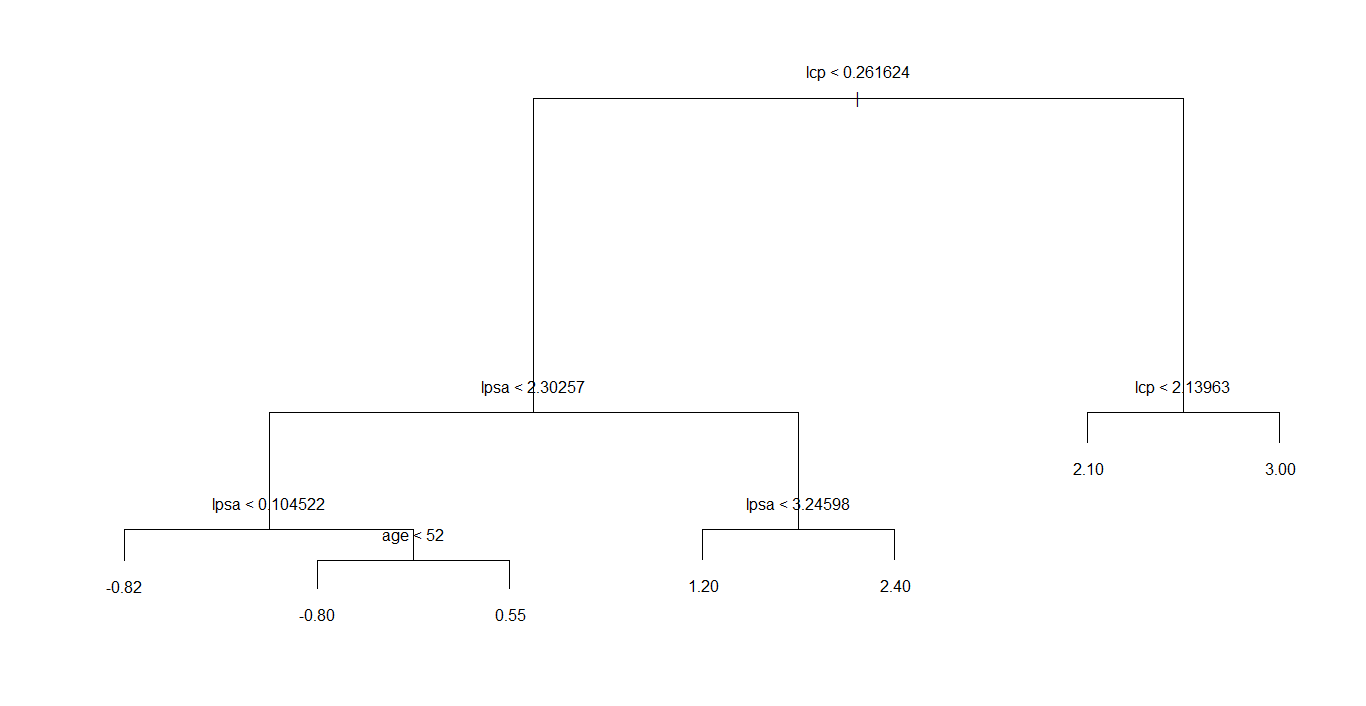 lcp < 0.261624
lpsa < 2.30257
lcp < 2.13963
2.10
3.00
lpsa < 0.104522
lpsa < 3.24598
age < 52
-0.82
1.20
2.40
-0.80
0.55